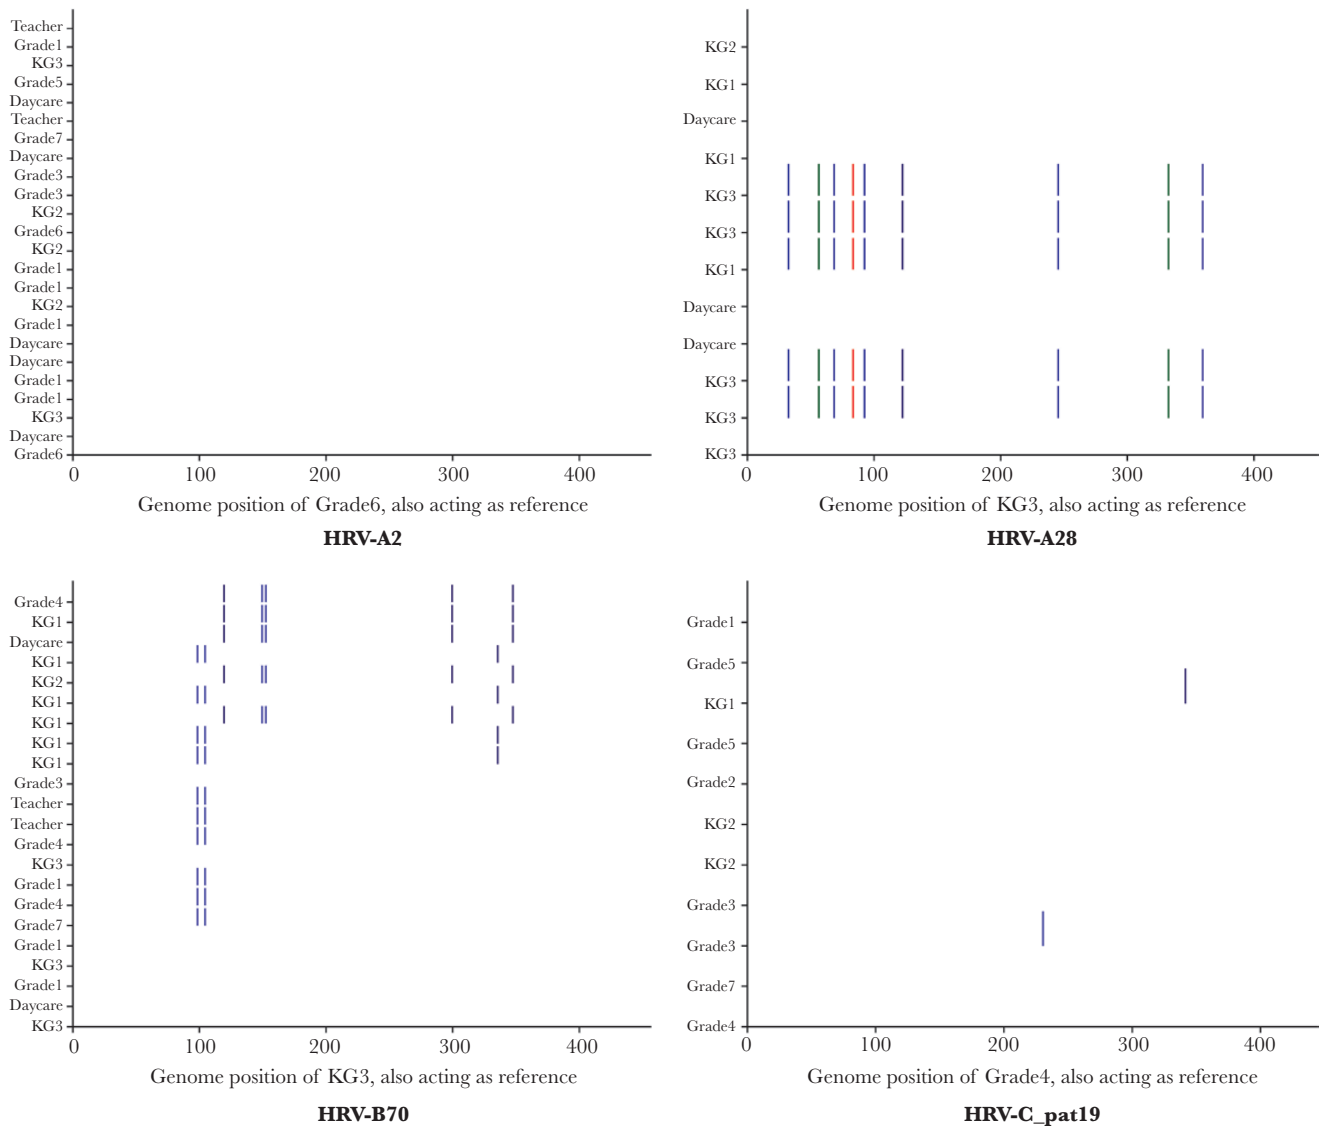 Teacher
Grade1
KG3
Grade5
Daycare
Teacher
Grade7
Daycare
Grade3
Grade3
KG2
Grade6
KG2
Grade1
Grade1
KG2
Grade1
Daycare
Daycare
Grade1
Grade1
KG3
Daycare
Grade6
0 100 200 300 400
Genome position of Grade6, also acting as reference
HRV-A2
KG2
KG1
Daycare
KG1
KG3
KG3
KG1
Daycare
Daycare
KG3
KG3
KG3
0 100 200 300 400
Genome position of KG3, also acting as reference
HRV-A28
Grade4
KG1
Daycare
KG1
KG2
KG1
KG1
KG1
KG1
Grade3
Teacher
Teacher
Grade4
KG3
Grade1
Grade4
Grade7
Grade1
KG3
Grade1
Daycare
KG3
0 100 200 300 400
Genome position of KG3, also acting as reference
HRV-B70
Grade1
Grade5
KG1
Grade5
Grade2
KG2
KG2
Grade3
Grade3
Grade7
Grade4
0 100 200 300 400
Genome position of Grade4, also acting as reference
HRV-C_pat19